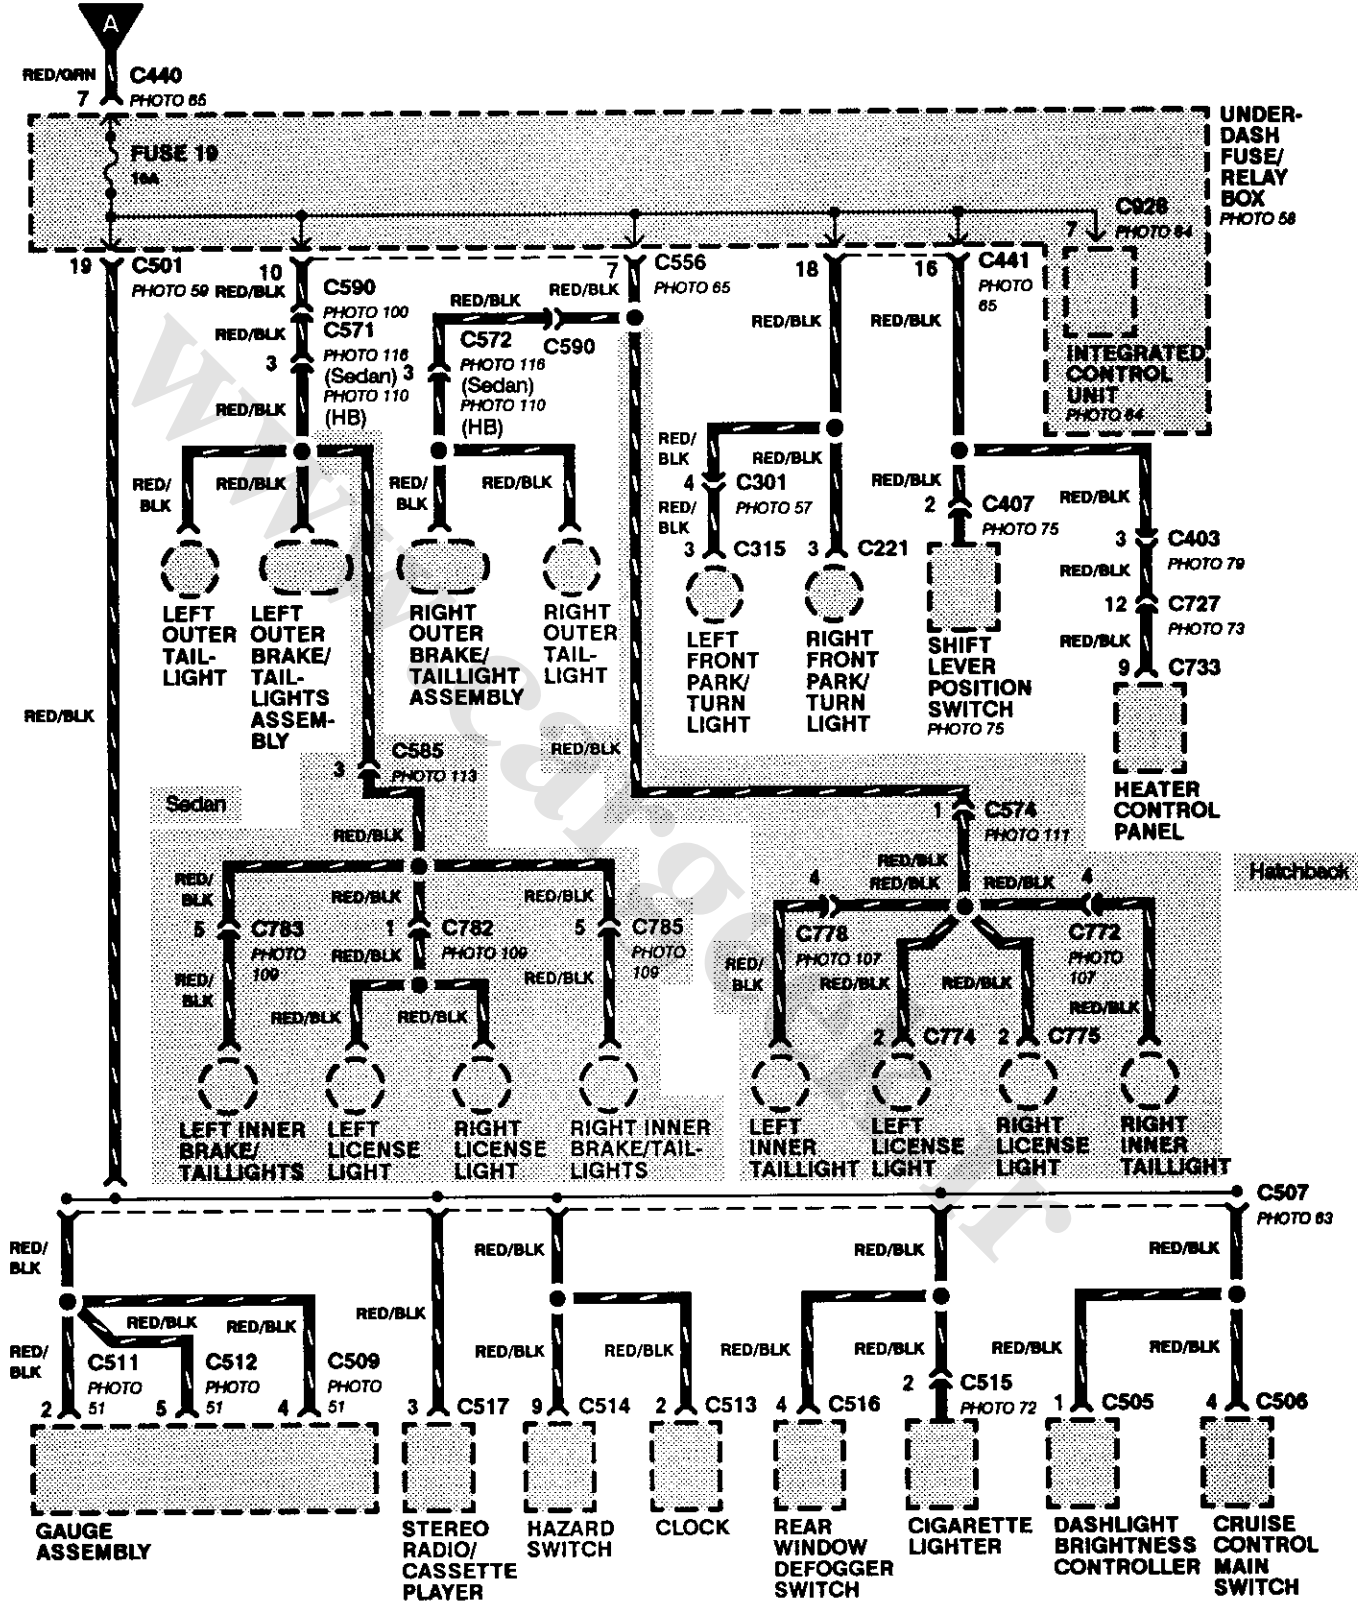 A
RED/GRN
C440
7
PHOTO 65
UNDER-
DASH
FUSE/
RELAY
BOX
PHOTO 58
FUSE 19
10A
C928
7
PHOTO 64
INTEGRATED
CONTROL
UNIT
PHOTO 64
19
C501
PHOTO 59
10
RED/BLK
C590
PHOTO 100
RED/BLK
C571
PHOTO 116
(Sedan)
PHOTO 110
(HB)
3
RED/BLK
7
C556
PHOTO 65
RED/BLK
RED/BLK
C590
C572
PHOTO 116
(Sedan)
PHOTO 110
(HB)
3
18
RED/BLK
16
C441
PHOTO
65
RED/BLK
RED/
BLK
RED/BLK
RED/
BLK
RED/BLK
RED/
BLK
4
C301
PHOTO 57
RED/
BLK
3
C315
RED/BLK
3
C221
RED/BLK
2
C407
PHOTO 75
RED/BLK
3
C403
PHOTO 79
RED/BLK
12
C727
PHOTO 73
RED/BLK
9
C733
LEFT
OUTER
TAIL-
LIGHT
LEFT
OUTER
BRAKE/
TAIL-
LIGHTS
ASSEM-
BLY
RIGHT
OUTER
BRAKE/
TAILLIGHT
ASSEMBLY
RIGHT
OUTER
TAIL-
LIGHT
LEFT
FRONT
PARK/
TURN
LIGHT
RIGHT
FRONT
PARK/
TURN
LIGHT
SHIFT
LEVER
POSITION
SWITCH
PHOTO 75
HEATER
CONTROL
PANEL
RED/BLK
RED/BLK
3
C585
PHOTO 113
Sedan
RED/BLK
1
C574
PHOTO 111
Hatchback
RED/BLK
RED/
BLK
RED/BLK
RED/BLK
5
C783
PHOTO
109
1
C782
PHOTO 109
5
C785
PHOTO
109
RED/
BLK
RED/BLK
RED/BLK
RED/BLK
RED/BLK
LEFT INNER
BRAKE/
TAILLIGHTS
LEFT
LICENSE
LIGHT
RIGHT
LICENSE
LIGHT
RIGHT INNER
BRAKE/TAIL-
LIGHTS
RED/BLK
RED/BLK
4
C778
PHOTO 107
4
C772
PHOTO
107
RED/
BLK
RED/BLK
RED/BLK
RED/BLK
2
C774
2
C775
LEFT
INNER
TAILLIGHT
LEFT
LICENSE
LIGHT
RIGHT
LICENSE
LIGHT
RIGHT
INNER
TAILLIGHT
C507
PHOTO 63
RED/
BLK
RED/BLK
RED/BLK
RED/BLK
RED/BLK
RED/BLK
RED/BLK
RED/
BLK
RED/BLK
RED/BLK
RED/BLK
RED/BLK
RED/BLK
RED/BLK
2
C511
PHOTO
51
5
C512
PHOTO
51
4
C509
PHOTO
51
3
C517
9
C514
2
C513
4
C516
2
C515
PHOTO 72
1
C505
4
C506
GAUGE
ASSEMBLY
STEREO
RADIO/
CASSETTE
PLAYER
HAZARD
SWITCH
CLOCK
REAR
WINDOW
DEFOGGER
SWITCH
CIGARETTE
LIGHTER
DASHLIGHT
BRIGHTNESS
CONTROLLER
CRUISE
CONTROL
MAIN
SWITCH